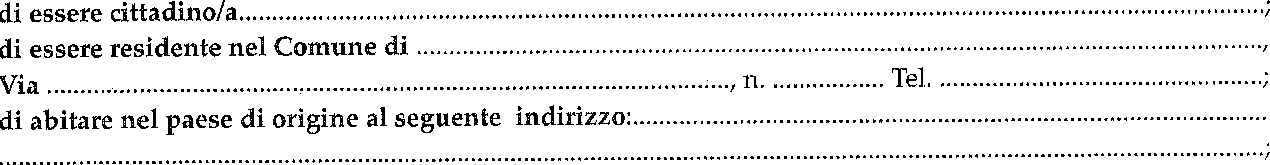 di essere cittadino/a..............................................................................................................................;
di essere residente nel Comune di ..............................................................................................................,
Via ..............................................................................................., n. ................ Tel. ..............................................;
di abitare nel paese di origine al seguente indirizzo:...........................................................................................
......................................................................................................................................................................;